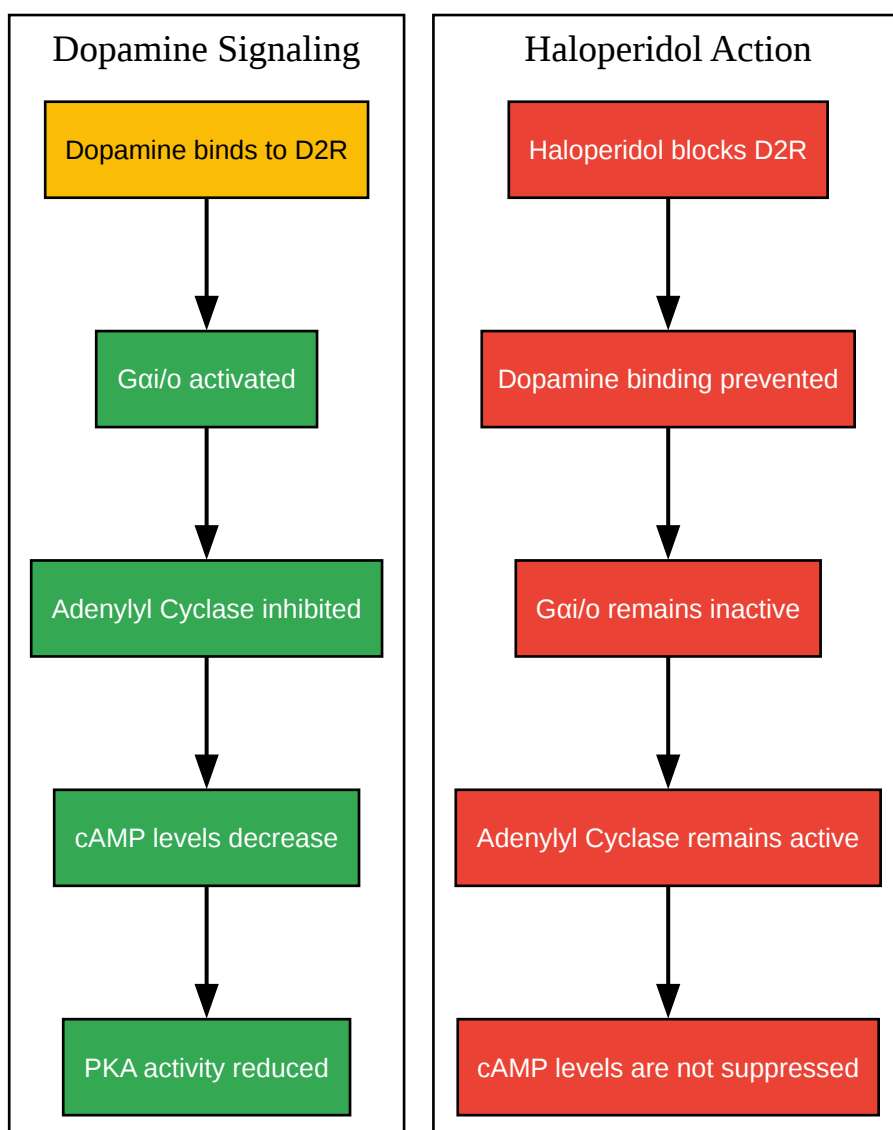 Dopamine Signaling
Dopamine binds to D2R
Gαi/o activated
Adenylyl Cyclase inhibited
cAMP levels decrease
PKA activity reduced
Haloperidol Action
Haloperidol blocks D2R
Dopamine binding prevented
Gαi/o remains inactive
Adenylyl Cyclase remains active
cAMP levels are not suppressed